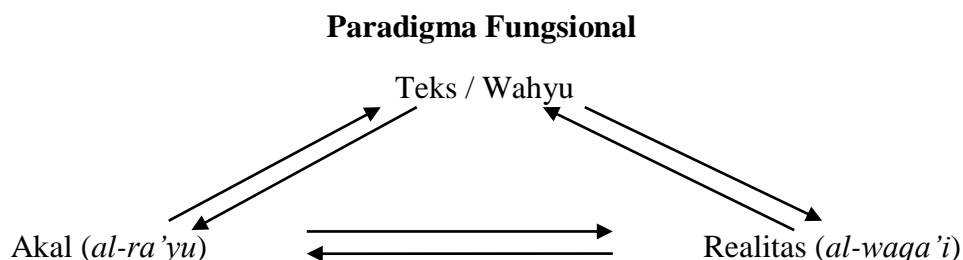 Paradigma Fungsional
Teks / Wahyu
Akal (al-ra’yu) Realitas (al-waqa’i)